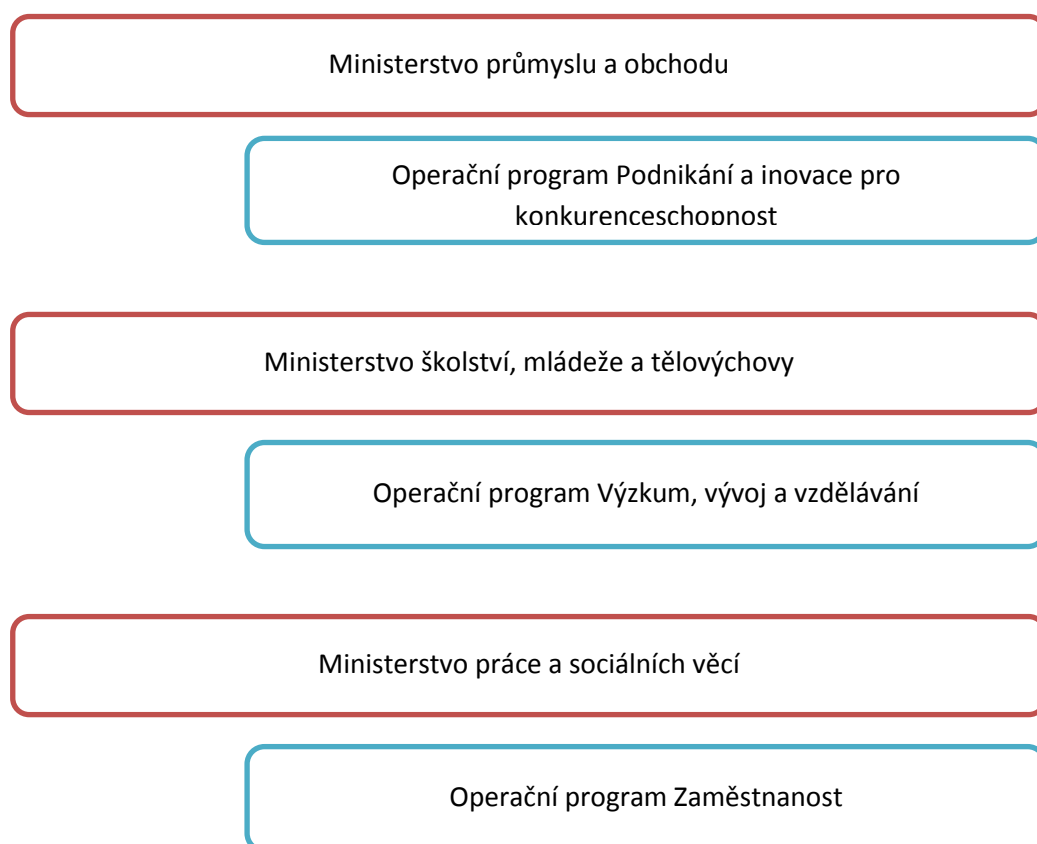 Ministerstvo průmyslu a obchodu
Operační program Podnikání a inovace pro
konkurenceschopnost
Ministerstvo školství, mládeže a tělovýchovy
Operační program Výzkum, vývoj a vzdělávání
Ministerstvo práce a sociálních věcí
Operační program Zaměstnanost